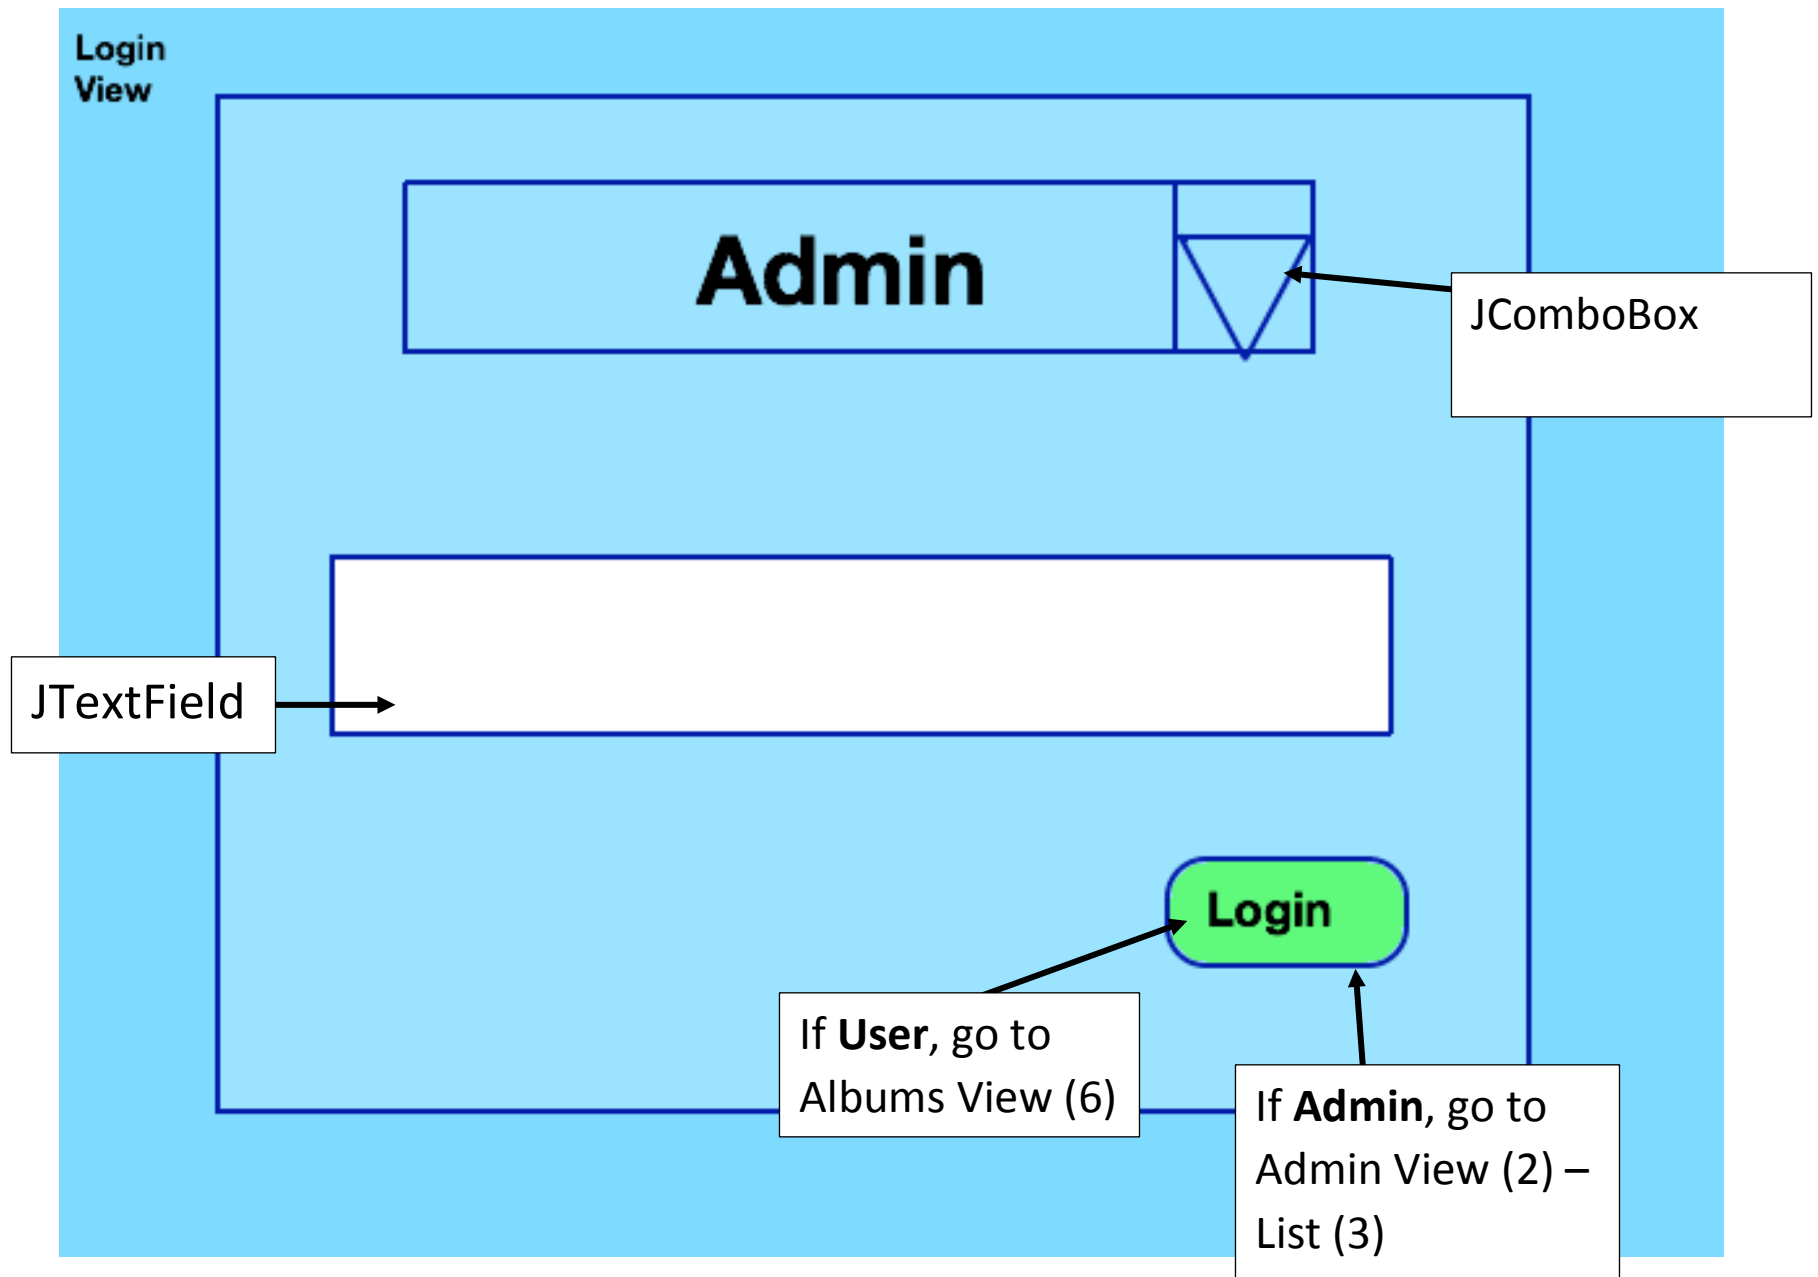 Login
View
Admin
JComboBox
JTextField
Login
If User, go to
Albums View (6)
If Admin, go to
Admin View (2) –
List (3)